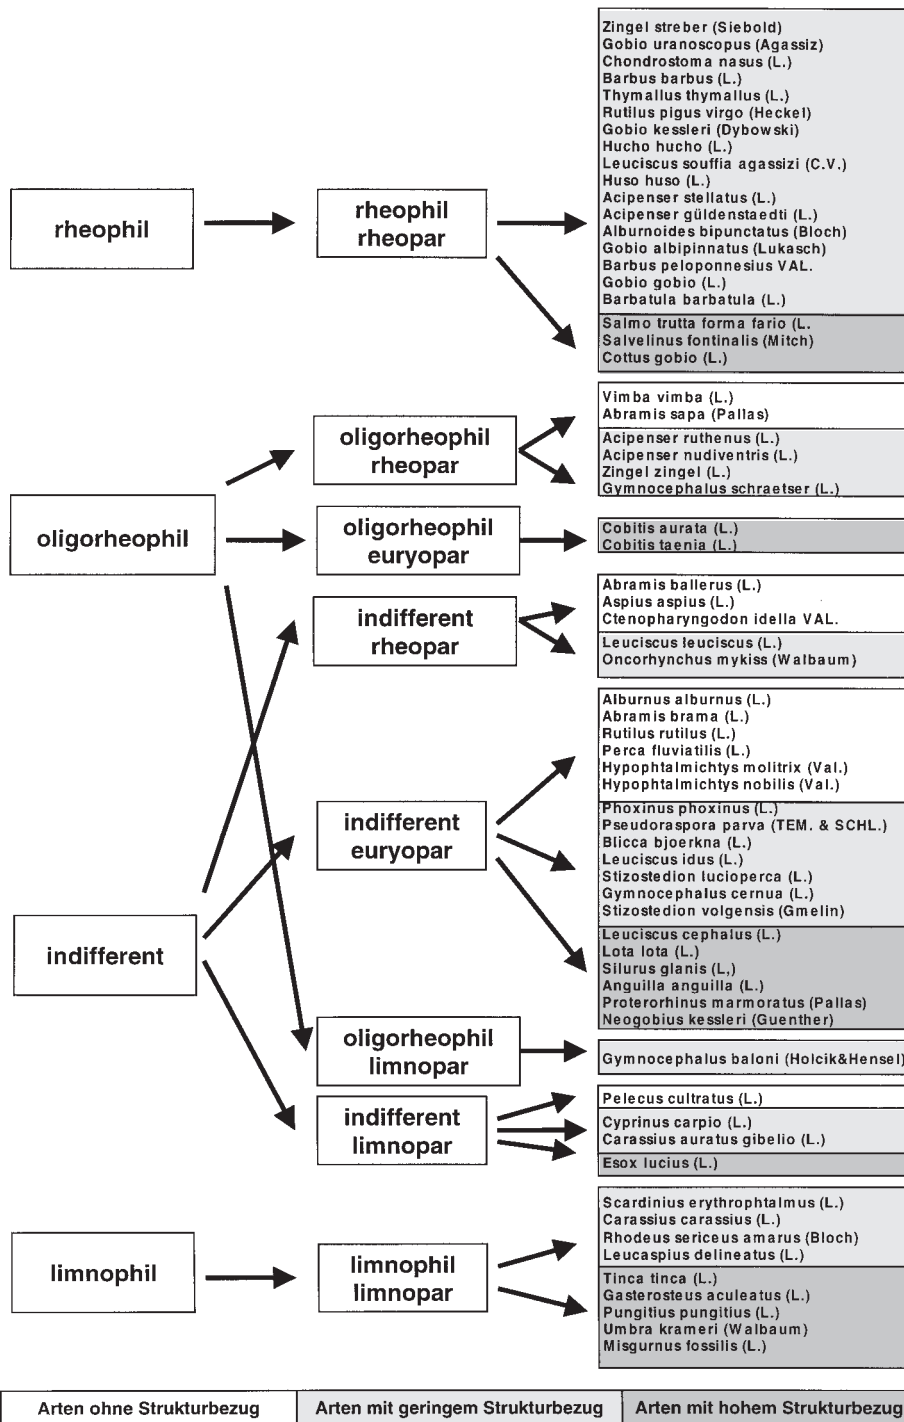 rheophil
rheophil
rheopar
Zingel streber (Siebold)
Gobio uranoscopus (Agassiz)
Chondrostoma nasus (L.)
Barbus barbus (L.)
Thymallus thymallus (L.)
Rutilus pigus virgo (Heckel)
Gobio kessleri (Dybowski)
Hucho hucho (L.)
Leuciscus souffia agassizi (C.V.)
Huso huso (L.)
Acipenser stellatus (L.)
Acipenser güldenstaedti (L.)
Alburnoides bipunctatus (Bloch)
Gobio albipinnatus (Lukasch)
Barbus peloponnesius VAL.
Gobio gobio (L.)
Barbatula barbatula (L.)
Salmo trutta forma fario (L.
Salvelinus fontinalis (Mitch)
Cottus gobio (L.)
oligorheophil
oligorheophil
rheopar
Vimba vimba (L.)
Abramis sapa (Pallas)
Acipenser ruthenus (L.)
Acipenser nudiventris (L.)
Zingel zingel (L.)
Gymnocephalus schraetser (L.)
oligorheophil
euryopar
Cobitis aurata (L.)
Cobitis taenia (L.)
indifferent
rheopar
Abramis ballerus (L.)
Aspius aspius (L.)
Ctenopharyngodon idella VAL.
Leuciscus leuciscus (L.)
Oncorhynchus mykiss (Walbaum)
indifferent
indifferent
euryopar
Alburnus alburnus (L.)
Abramis brama (L.)
Rutilus rutilus (L.)
Perca fluviatilis (L.)
Hypophtalmichtys molitrix (Val.)
Hypophtalmichtys nobilis (Val.)
Phoxinus phoxinus (L.)
Pseudoraspora parva (TEM. & SCHL.)
Blicca bjoerkna (L.)
Leuciscus idus (L.)
Stizostedion lucioperca (L.)
Gymnocephalus cernua (L.)
Stizostedion volgensis (Gmelin)
Leuciscus cephalus (L.)
Lota lota (L.)
Silurus glanis (L,)
Anguilla anguilla (L.)
Proterorhinus marmoratus (Pallas)
Neogobius kessleri (Guenther)
oligorheophil
limnopar
Gymnocephalus baloni (Holcik&Hensel)
indifferent
limnopar
Pelecus cultratus (L.)
Cyprinus carpio (L.)
Carassius auratus gibelio (L.)
Esox lucius (L.)
limnophil
limnophil
limnopar
Scardinius erythrophtalmus (L.)
Carassius carassius (L.)
Rhodeus sericeus amarus (Bloch)
Leucaspius delineatus (L.)
Tinca tinca (L.)
Gasterosteus aculeatus (L.)
Pungitius pungitius (L.)
Umbra krameri (Walbaum)
Misgurnus fossilis (L.)
Arten ohne Strukturbezug
Arten mit geringem Strukturbezug
Arten mit hohem Strukturbezug